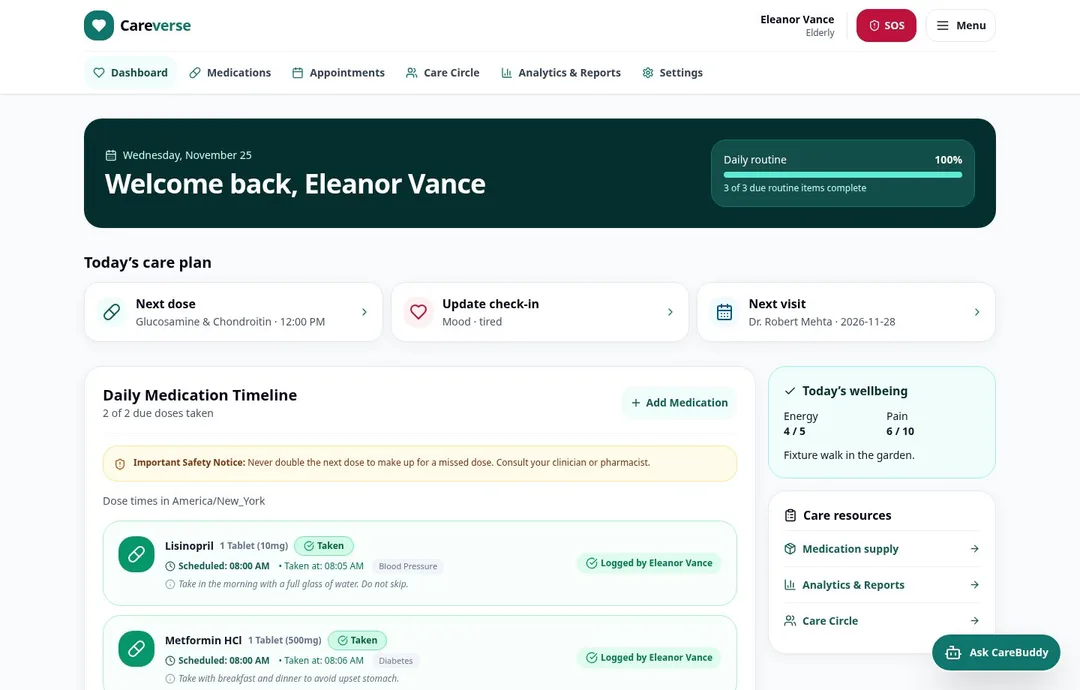 Careverse
Eleanor Vance
Elderly
SOS
Menu
Dashboard
Medications
Appointments
Care Circle
Analytics & Reports
Settings
Wednesday, November 25
Welcome back, Eleanor Vance
Daily routine 100%
3 of 3 due routine items complete
Today's care plan
Next dose
Glucosamine & Chondroitin · 12:00 PM
Update check-in
Mood · tired
Next visit
Dr. Robert Mehta · 2026-11-28
Daily Medication Timeline
2 of 2 due doses taken
+ Add Medication
Important Safety Notice: Never double the next dose to make up for a missed dose. Consult your clinician or pharmacist.
Dose times in America/New_York
Lisinopril 1 Tablet (10mg) Taken
Scheduled: 08:00 AM • Taken at: 08:05 AM Blood Pressure
Take in the morning with a full glass of water. Do not skip.
Logged by Eleanor Vance
Metformin HCl 1 Tablet (500mg) Taken
Scheduled: 08:00 AM • Taken at: 08:06 AM Diabetes
Take with breakfast and dinner to avoid upset stomach.
Logged by Eleanor Vance
Today's wellbeing
Energy Pain
4 / 5 6 / 10
Fixture walk in the garden.
Care resources
Medication supply
Analytics & Reports
Care Circle
Ask CareBuddy